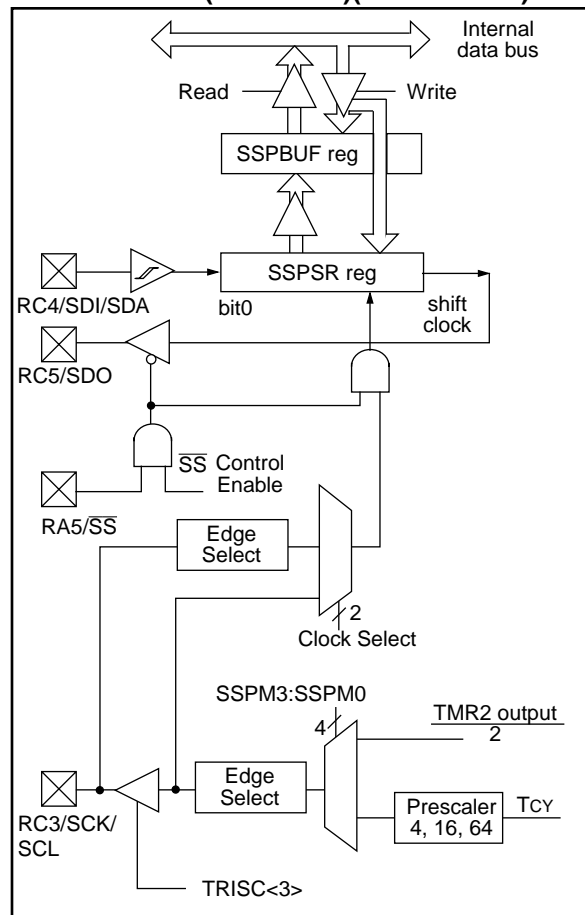 Internal
data bus
Read
Write
SSPBUF reg
SSPSR reg
RC4/SDI/SDA
bit0
shift
clock
RC5/SDO
SS Control
Enable
RA5/SS
Edge
Select
2
Clock Select
SSPM3:SSPM0
4
TMR2 output
2
Edge
Select
Prescaler
4, 16, 64
TCY
RC3/SCK/
SCL
TRISC<3>